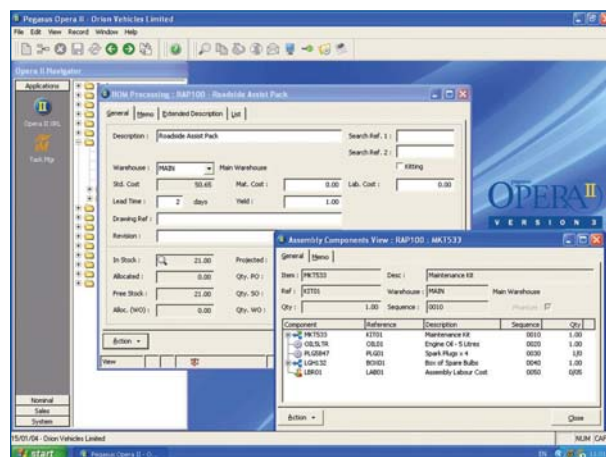 Pegasus Opera II - Orion Vehicles Limited
File Edit View Record Window Help
Opera II Navigator
Applications
Opera II SQL
Task Mgr
BOM Processing : RAP100 - Roadside Assist Pack
General Memo Extended Description List
Description : Roadside Assist Pack Search Ref. 1 :
Search Ref. 2 :
Warehouse : MAIN Main Warehouse Kitting
Std. Cost 50.65 Mat. Cost : 0.00 Lab. Cost : 0.00
Lead Time : 2 days Yield : 1.00
Drawing Ref :
Revision :
In Stock : 21.00 Projected :
Allocated : 0.00 Qty. PO :
Free Stock : 21.00 Qty. SO :
Alloc. (WO) : 0.00 Qty. WO :
Action
View
OPERA II
VERSION 3
Assembly Components View : RAP100 : MKT533
General Memo
Item : MKT533 Desc : Maintenance Kit
Ref : KIT01 Warehouse : MAIN Main Warehouse
Qty : 1.00 Sequence : 0010 Phantom
Component Reference Description Sequence Qty
MKT533 KIT01 Maintenance Kit 0010 1.00
OIL5LTR OIL01 Engine Oil - 5 Litres 0020 1.00
PLG5847 PLG01 Spark Plugs x 4 0030 1.00
LGH132 BOX01 Box of Spare Bulbs 0040 1.00
LBR01 LAB01 Assembly Labour Cost 0050
Action Close
Nominal
Sales
System
15/01/04 - Orion Vehicles Limited NUM CAP
start Pegasus Opera II - O... EN